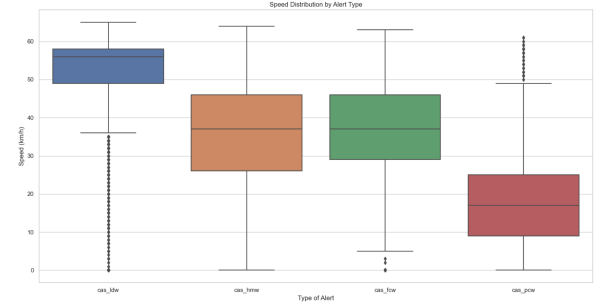 Speed Distribution by Alert Type
60
50
40
30
20
10
0
Speed (km/h)
cas_ldw
cas_hmw
cas_fcw
cas_pcw
Type of Alert